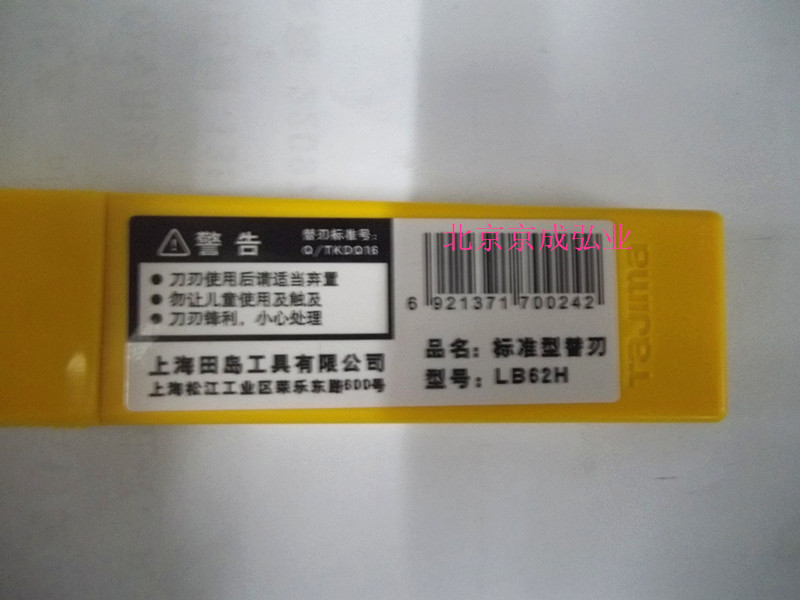 警告
替刃标准号:
Q/TKDD16
● 刀刃使用后请适当弃置
● 勿让儿童使用及触及
● 刀刃锋利，小心处理
上海田岛工具有限公司
上海松江工业区荣乐东路600号
北京京成弘业
6 921371 700242
品名：标准型替刃
型号：LB62H
TaJima